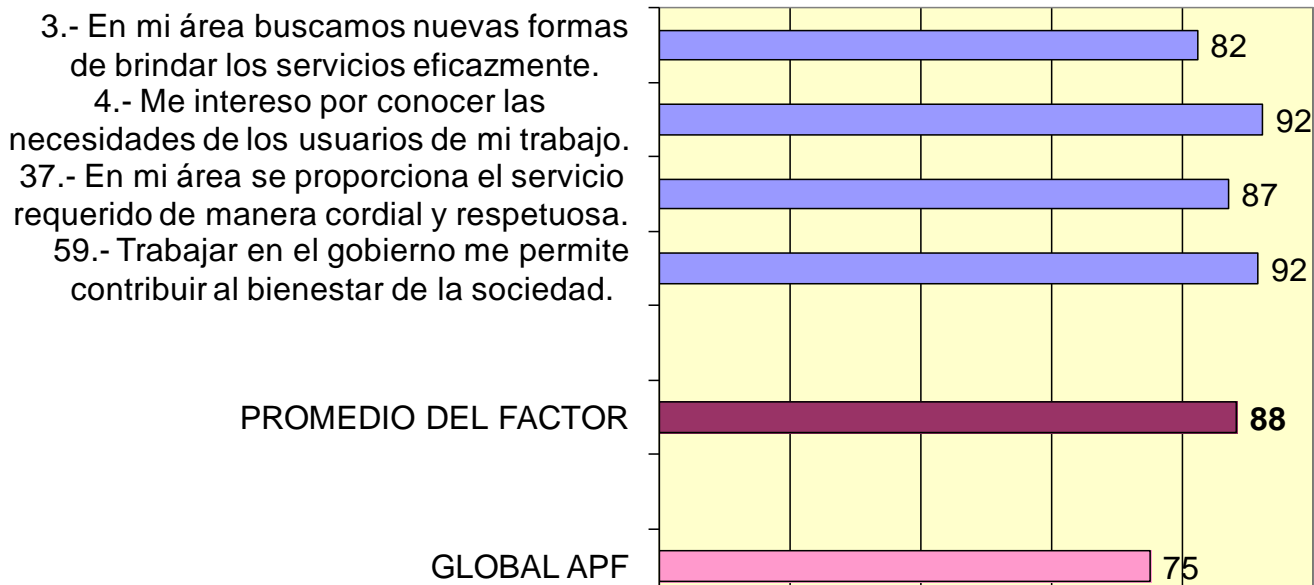 3.- En mi área buscamos nuevas formas
de brindar los servicios eficazmente.
82
4.- Me intereso por conocer las
necesidades de los usuarios de mi trabajo.
92
37.- En mi área se proporciona el servicio
requerido de manera cordial y respetuosa.
87
59.- Trabajar en el gobierno me permite
contribuir al bienestar de la sociedad.
92
PROMEDIO DEL FACTOR
88
GLOBAL APF
75